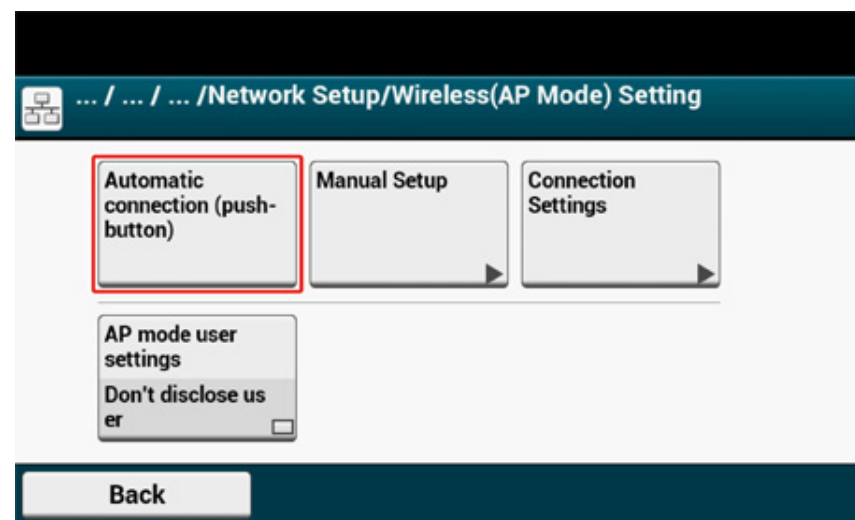 ... / ... / ... /Network Setup/Wireless(AP Mode) Setting
Automatic
connection (push-
button)
Manual Setup
Connection
Settings
AP mode user
settings
Don't disclose us
er
Back